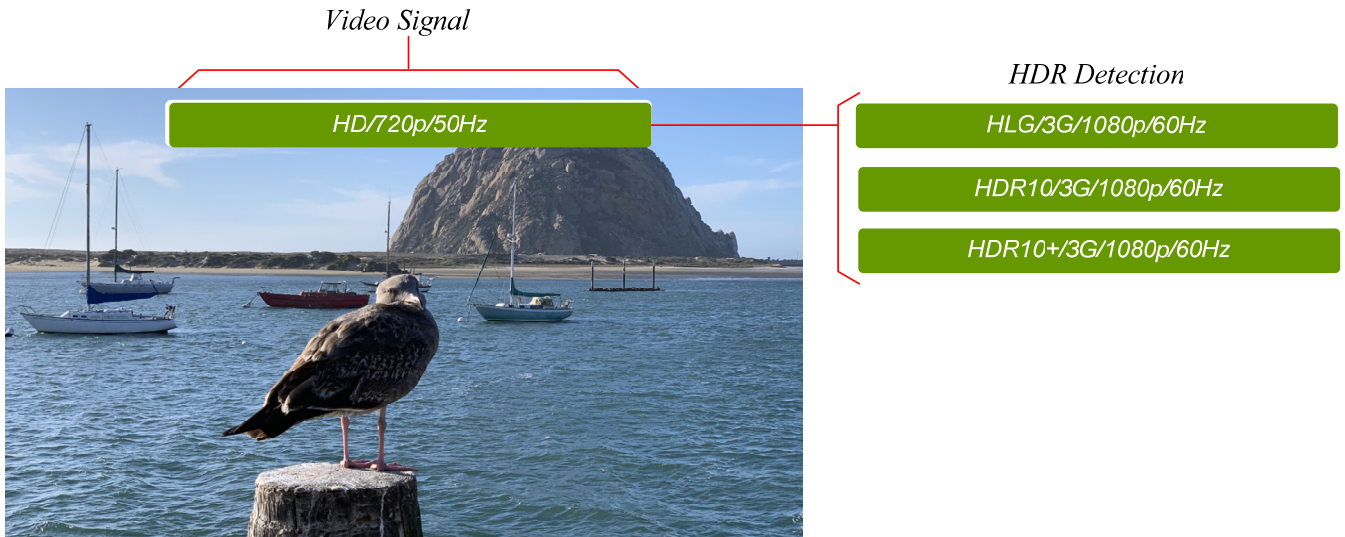 Video Signal
HDR Detection
HD/720p/50Hz
HLG/3G/1080p/60Hz
HDR10/3G/1080p/60Hz
HDR10+/3G/1080p/60Hz